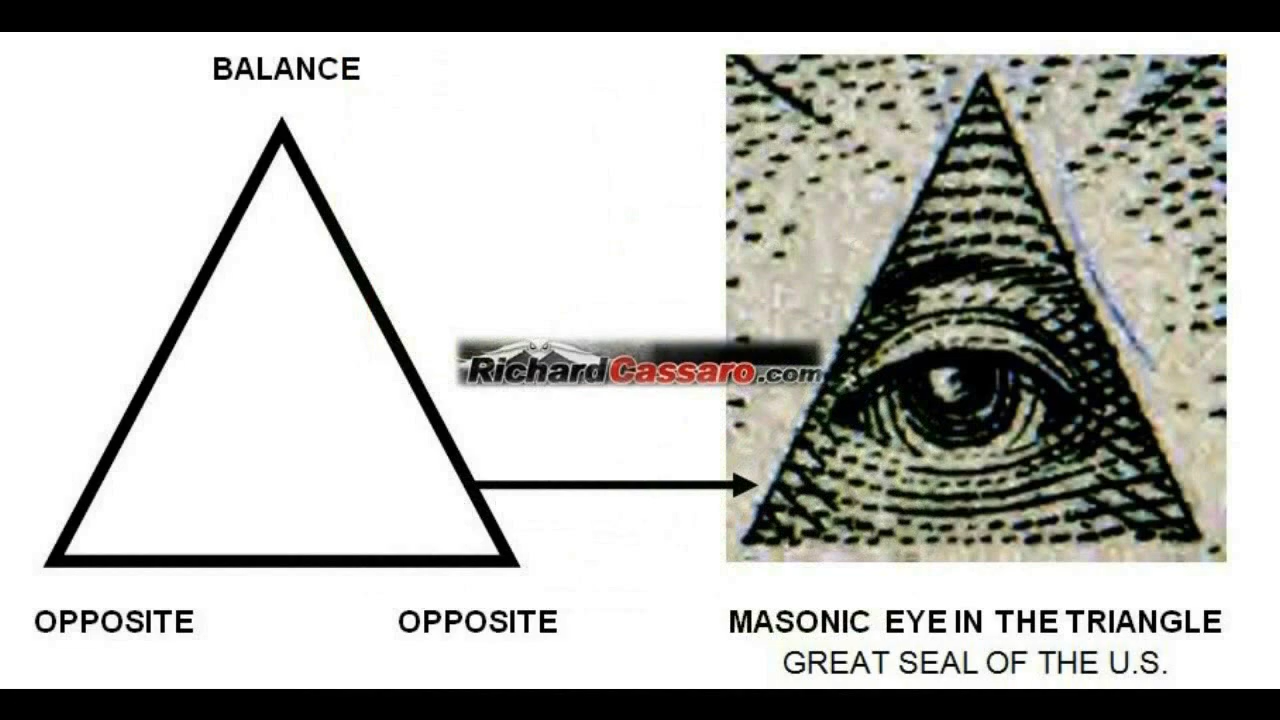 BALANCE
RichardCassaro.com
OPPOSITE OPPOSITE
MASONIC EYE IN THE TRIANGLE
GREAT SEAL OF THE U.S.